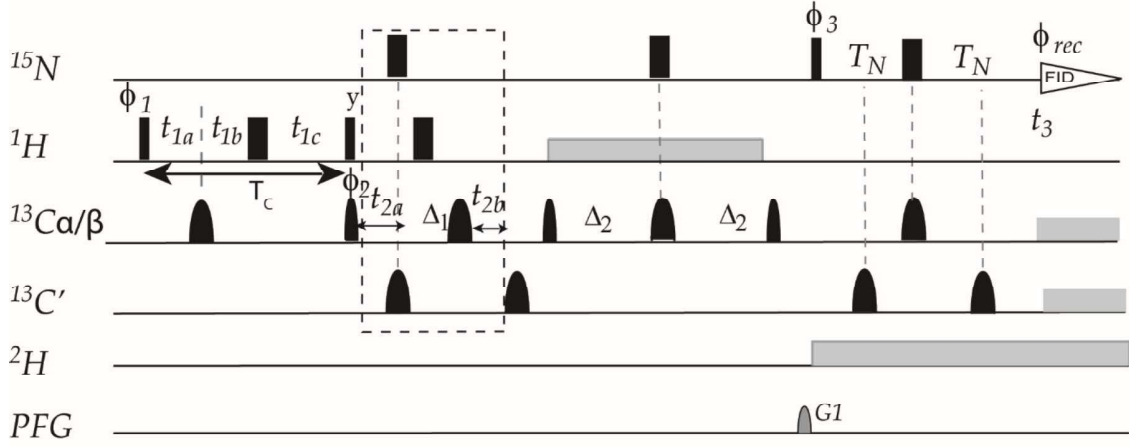 ϕ3 ϕrec
15N TN TN FID
ϕ1 y t3
1H t1a t1b t1c
Tc ϕ2 t2a t2b
13Cα/β Δ1 Δ2 Δ2
13C'
2H
PFG G1